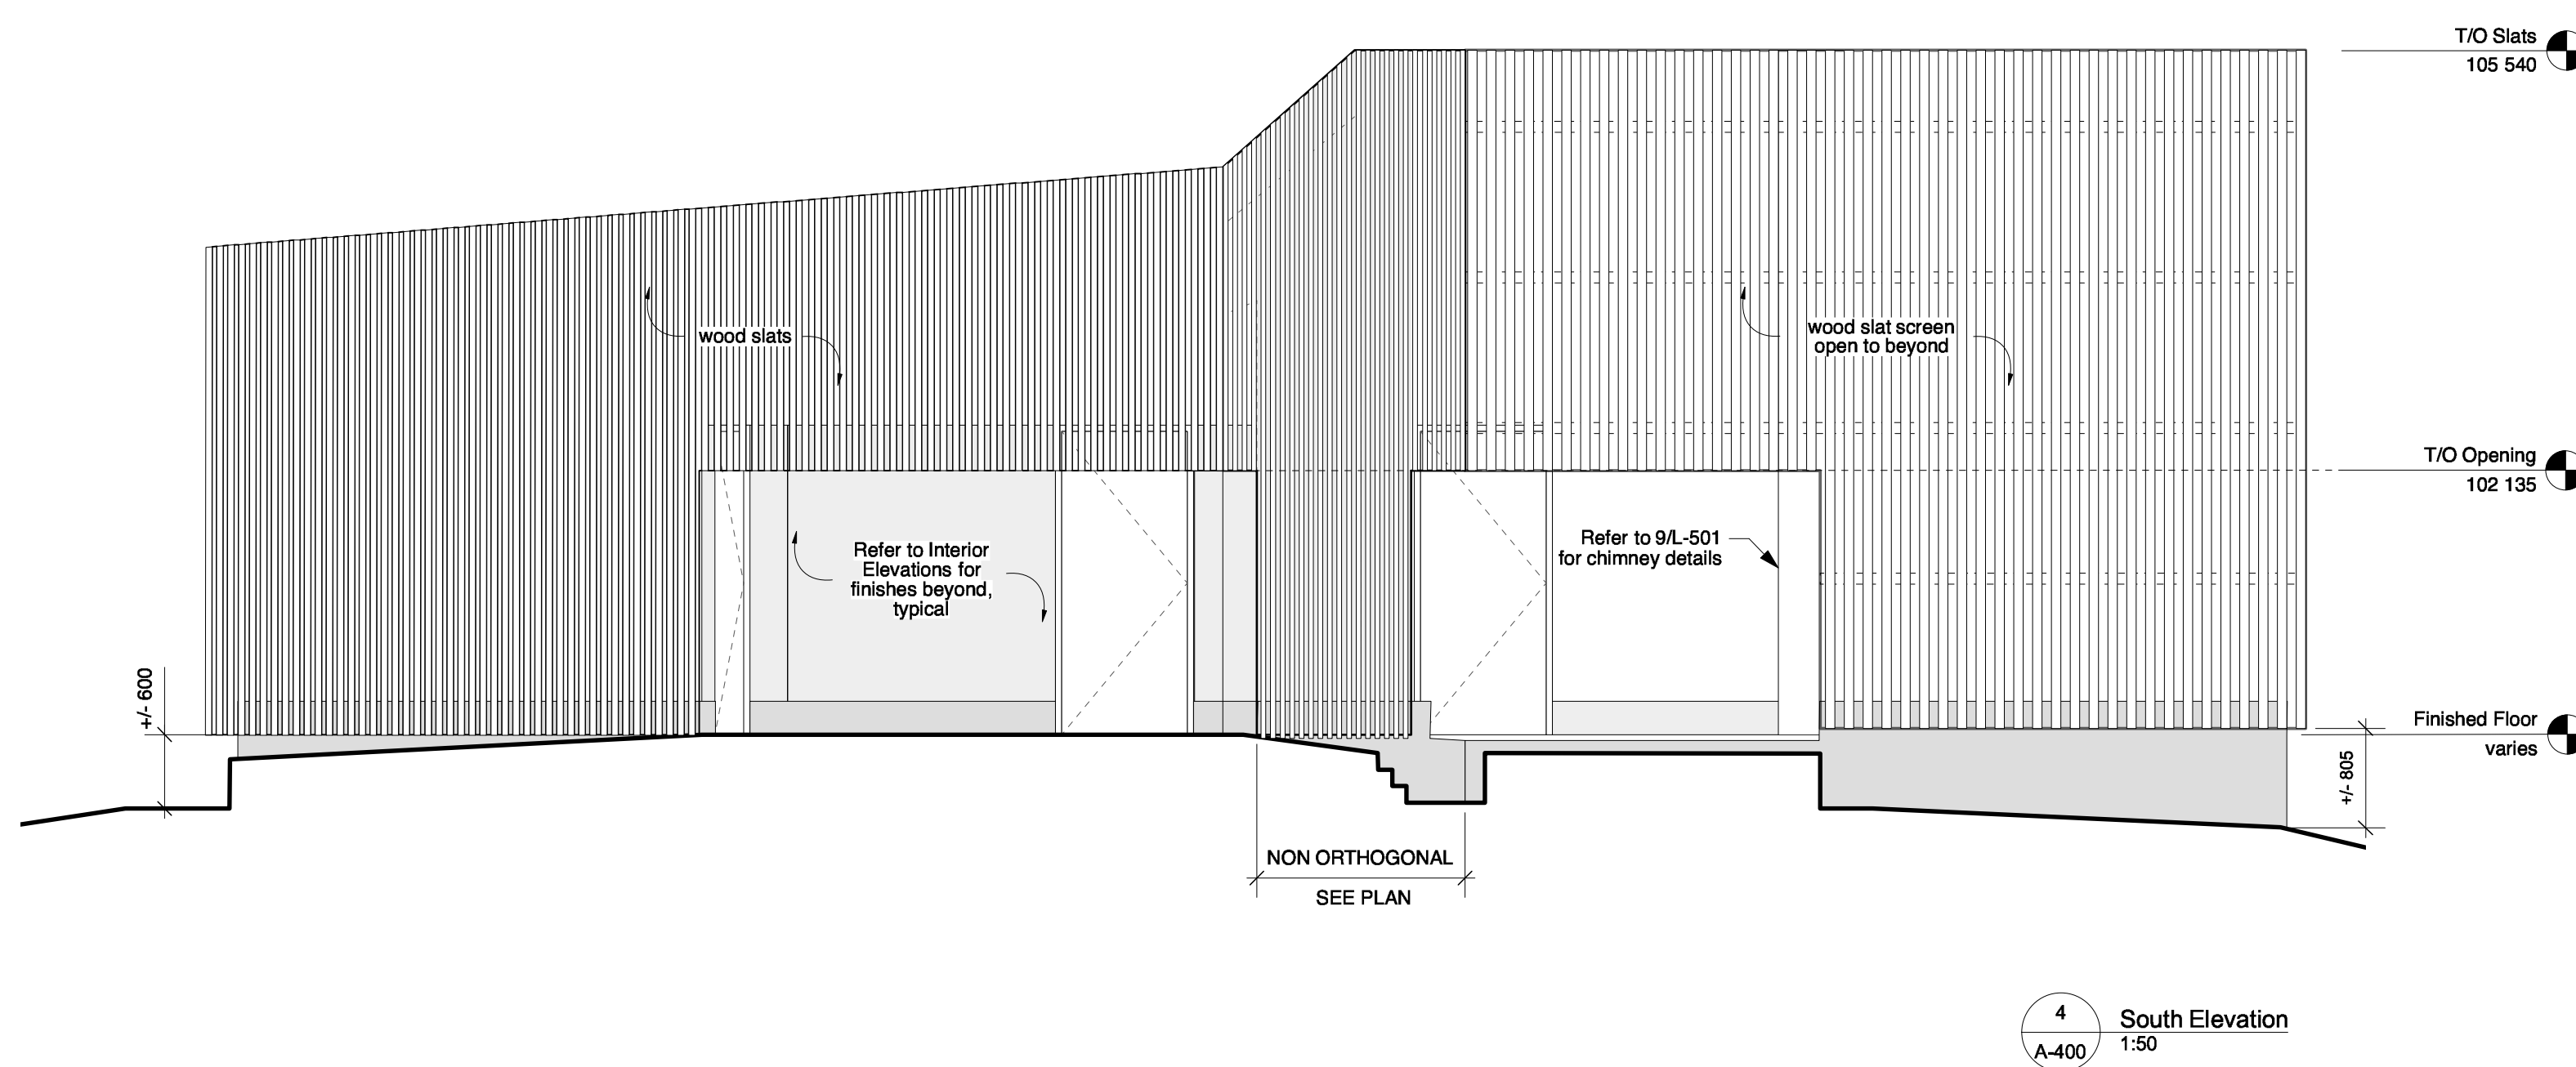 T/O Slats
105 540
wood slats
wood slat screen
open to beyond
T/O Opening
102 135
Refer to Interior
Elevations for
finishes beyond,
typical
Refer to 9/L-501
for chimney details
+/- 600
Finished Floor
varies
+/- 805
NON ORTHOGONAL
SEE PLAN
4
A-400
South Elevation
1:50